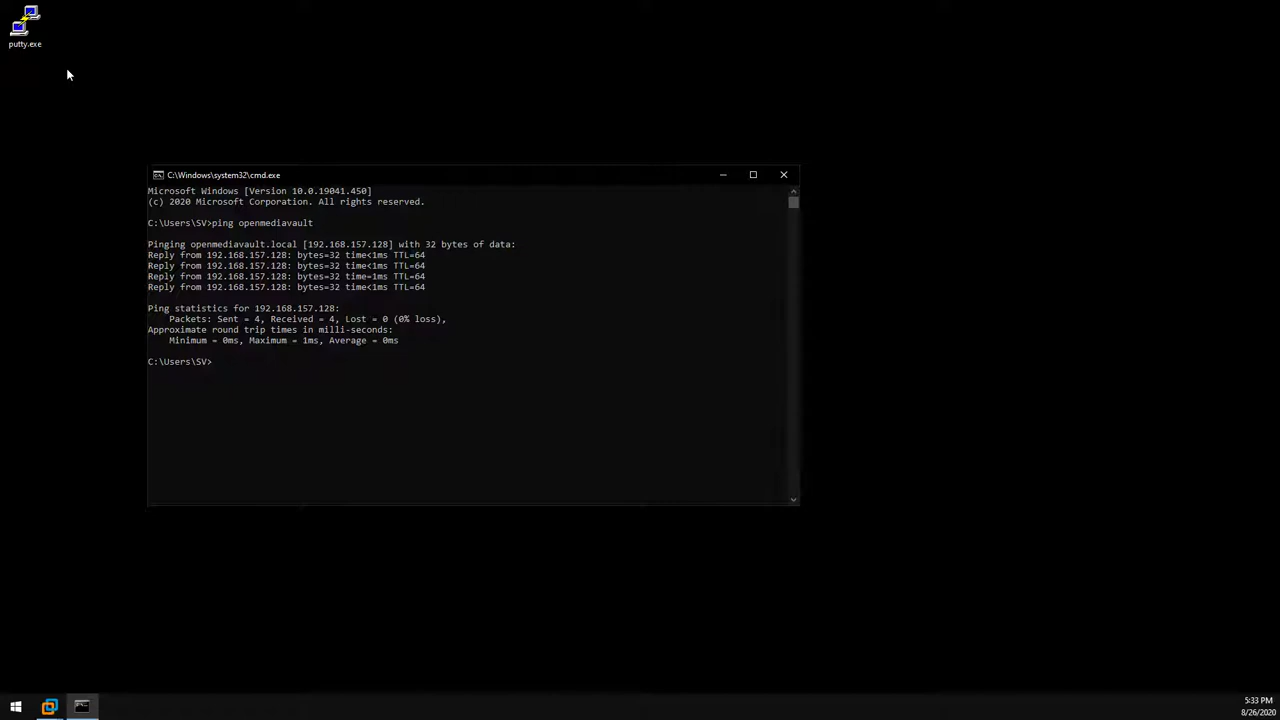 putty.exe
C:\Windows\system32\cmd.exe
Microsoft Windows [Version 10.0.19041.450]
(c) 2020 Microsoft Corporation. All rights reserved.
C:\Users\SV>ping openmediavault
Pinging openmediavault.local [192.168.157.128] with 32 bytes of data:
Reply from 192.168.157.128: bytes=32 time<1ms TTL=64
Reply from 192.168.157.128: bytes=32 time<1ms TTL=64
Reply from 192.168.157.128: bytes=32 time=1ms TTL=64
Reply from 192.168.157.128: bytes=32 time<1ms TTL=64
Ping statistics for 192.168.157.128:
Packets: Sent = 4, Received = 4, Lost = 0 (0% loss),
Approximate round trip times in milli-seconds:
Minimum = 0ms, Maximum = 1ms, Average = 0ms
C:\Users\SV>
5:33 PM
8/26/2020